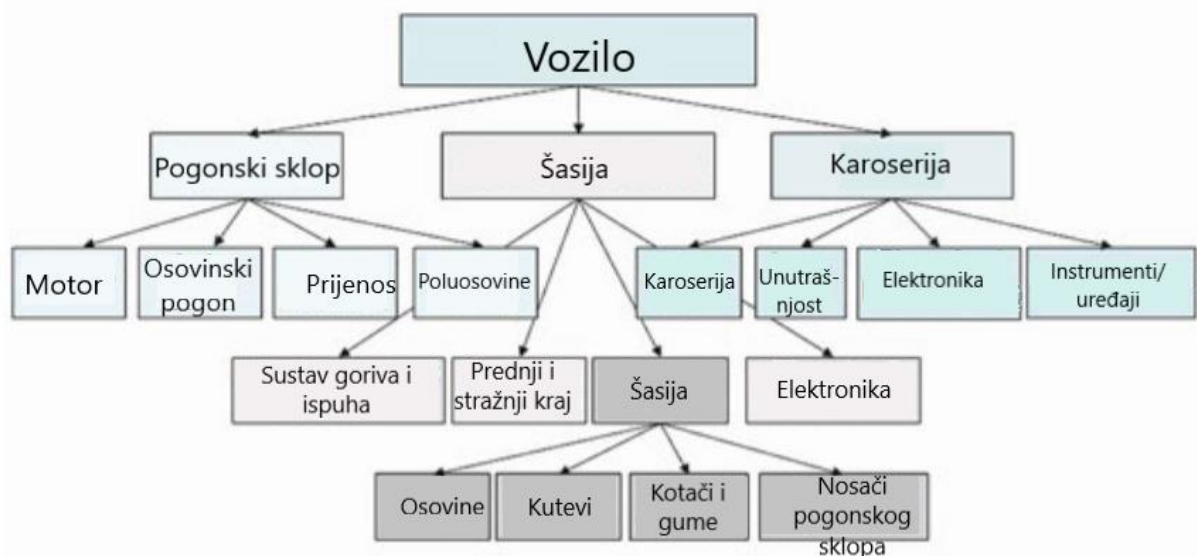 Vozilo
Pogonski sklop
Šasija
Karoserija
Motor
Osovinski
pogon
Prijenos
Poluosovine
Karoserija
Unutraš-
njost
Elektronika
Instrumenti/
uređaji
Sustav goriva i
ispuha
Prednji i
stražnji kraj
Šasija
Elektronika
Osovine
Kutevi
Kotači i
gume
Nosači
pogonskog
sklopa